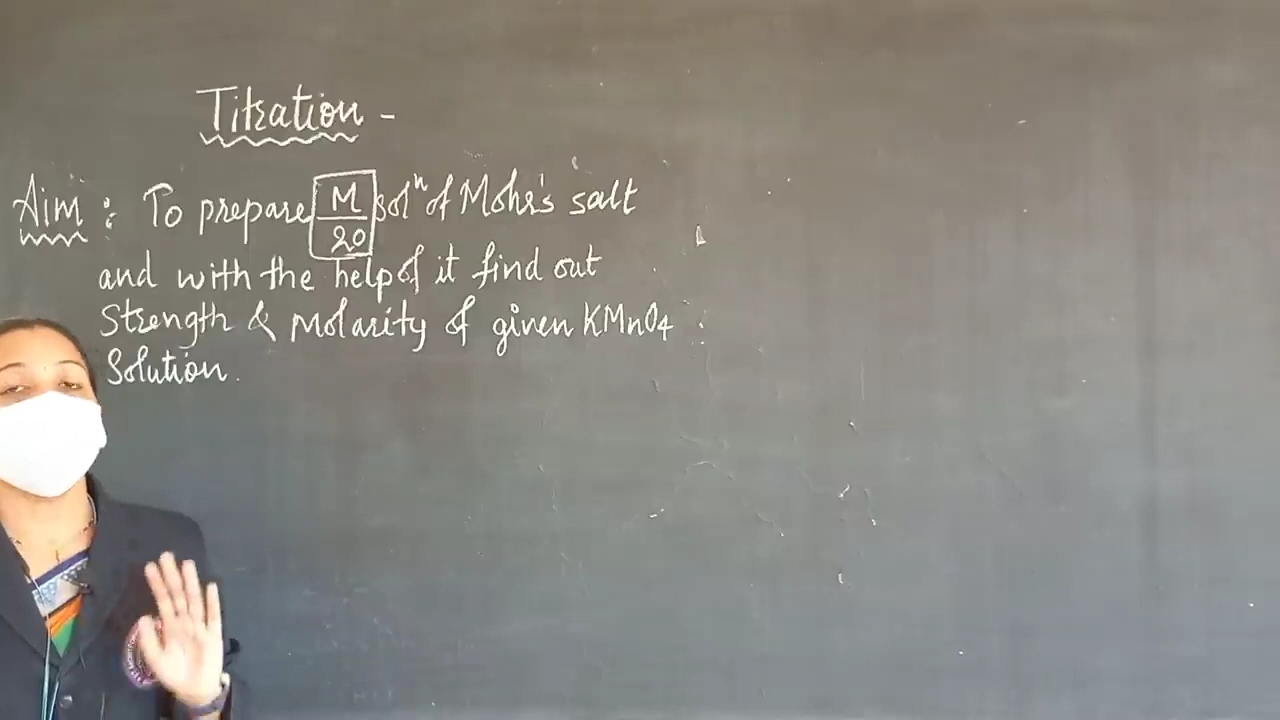 Titration -
Aim : To prepare M/20 solⁿ of Mohr's salt
and with the help of it find out
Strength & Molarity of given KMnO4
Solution.